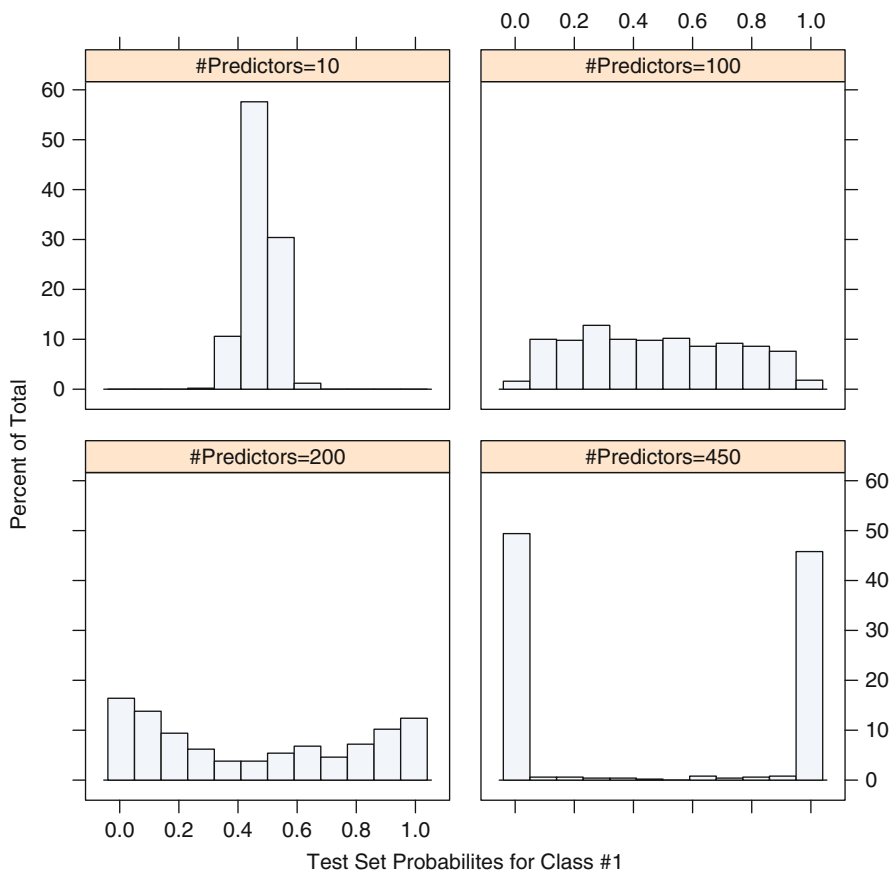 0.0 0.2 0.4 0.6 0.8 1.0
#Predictors=10
#Predictors=100
60
50
40
30
20
10
0
Percent of Total
#Predictors=200
#Predictors=450
60
50
40
30
20
10
0
0.0 0.2 0.4 0.6 0.8 1.0
Test Set Probabilites for Class #1